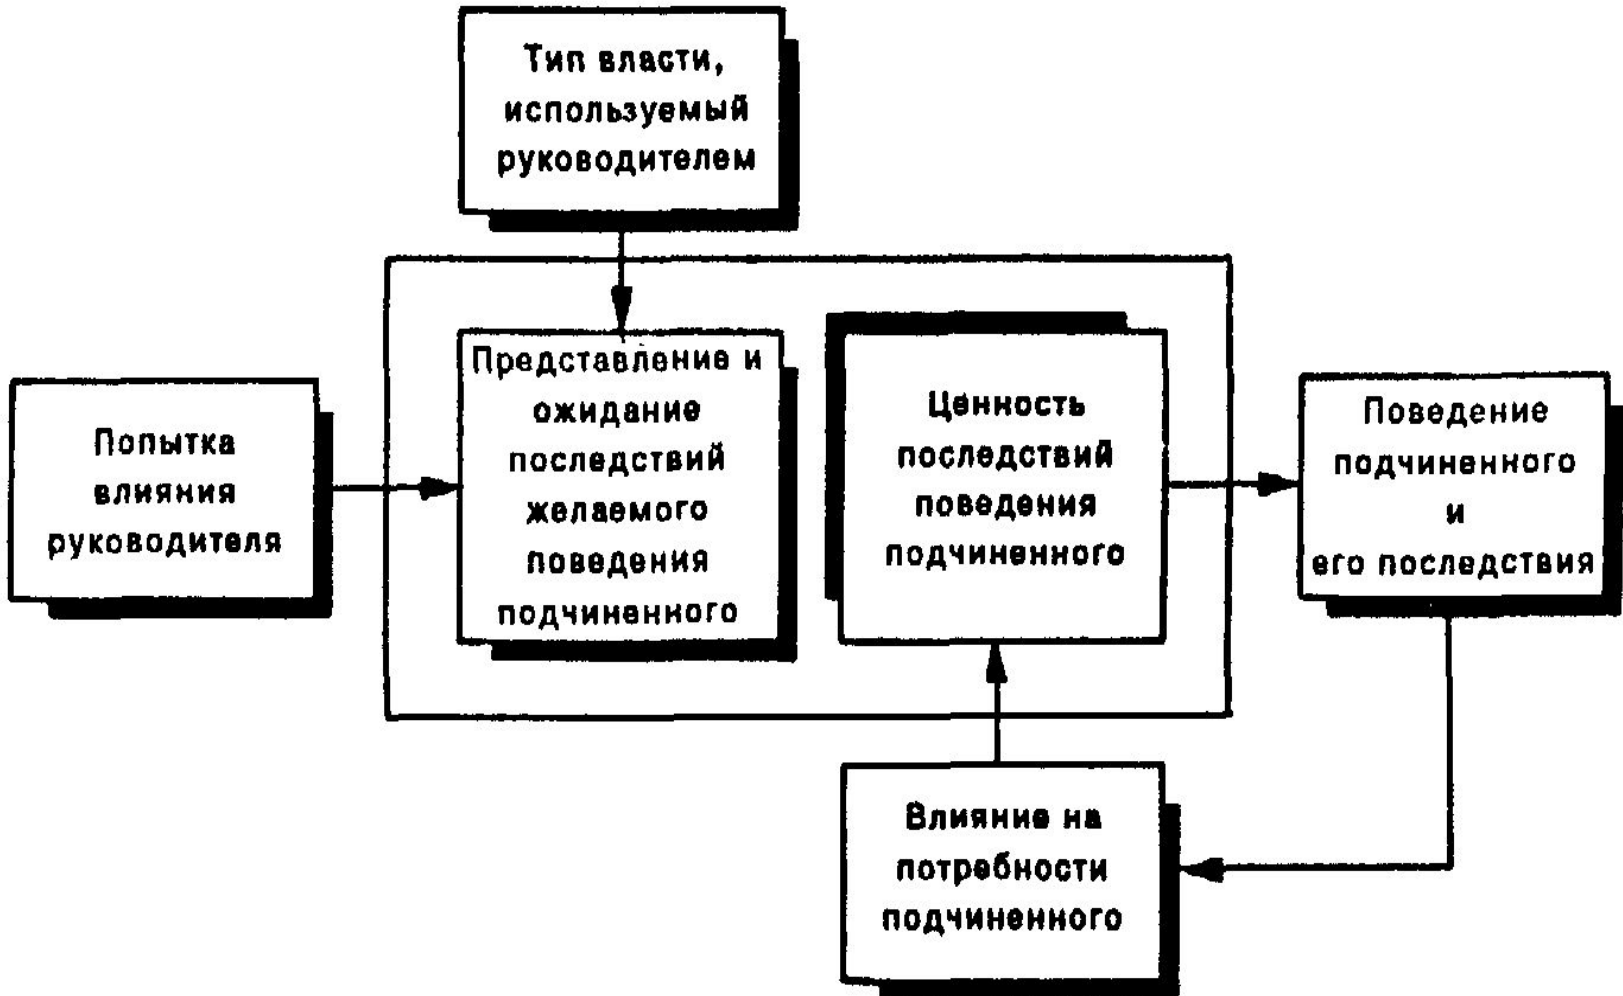 Тип власти,
используемый
руководителем
Попытка
влияния
руководителя
Представление и
ожидание
последствий
желаемого
поведения
подчиненного
Ценность
последствий
поведения
подчиненного
Поведение
подчиненного
и
его последствия
Влияние на
потребности
подчиненного